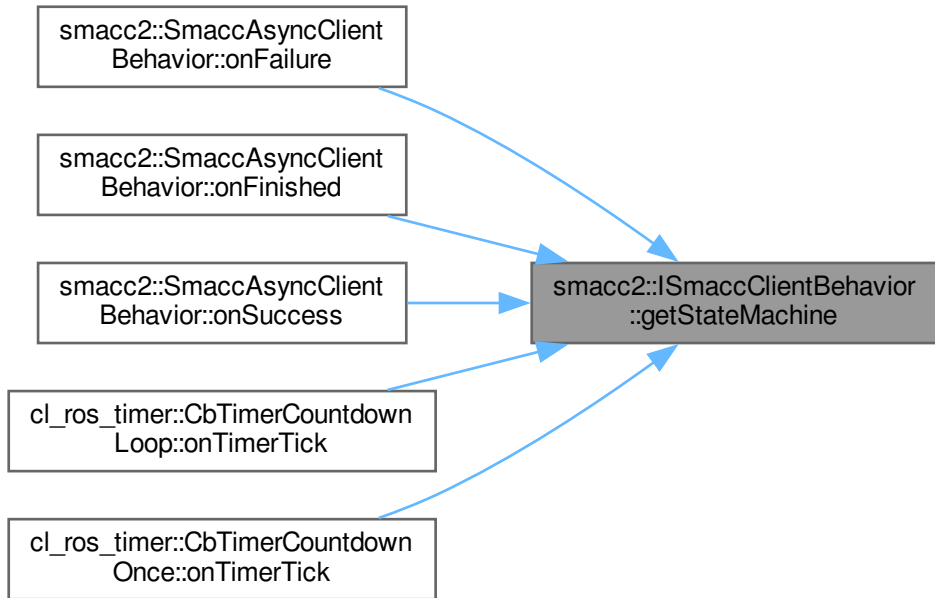 smacc2::SmaccAsyncClient
Behavior::onFailure
smacc2::SmaccAsyncClient
Behavior::onFinished
smacc2::SmaccAsyncClient
Behavior::onSuccess
cl_ros_timer::CbTimerCountdown
Loop::onTimerTick
cl_ros_timer::CbTimerCountdown
Once::onTimerTick
smacc2::ISmaccClientBehavior
::getStateMachine